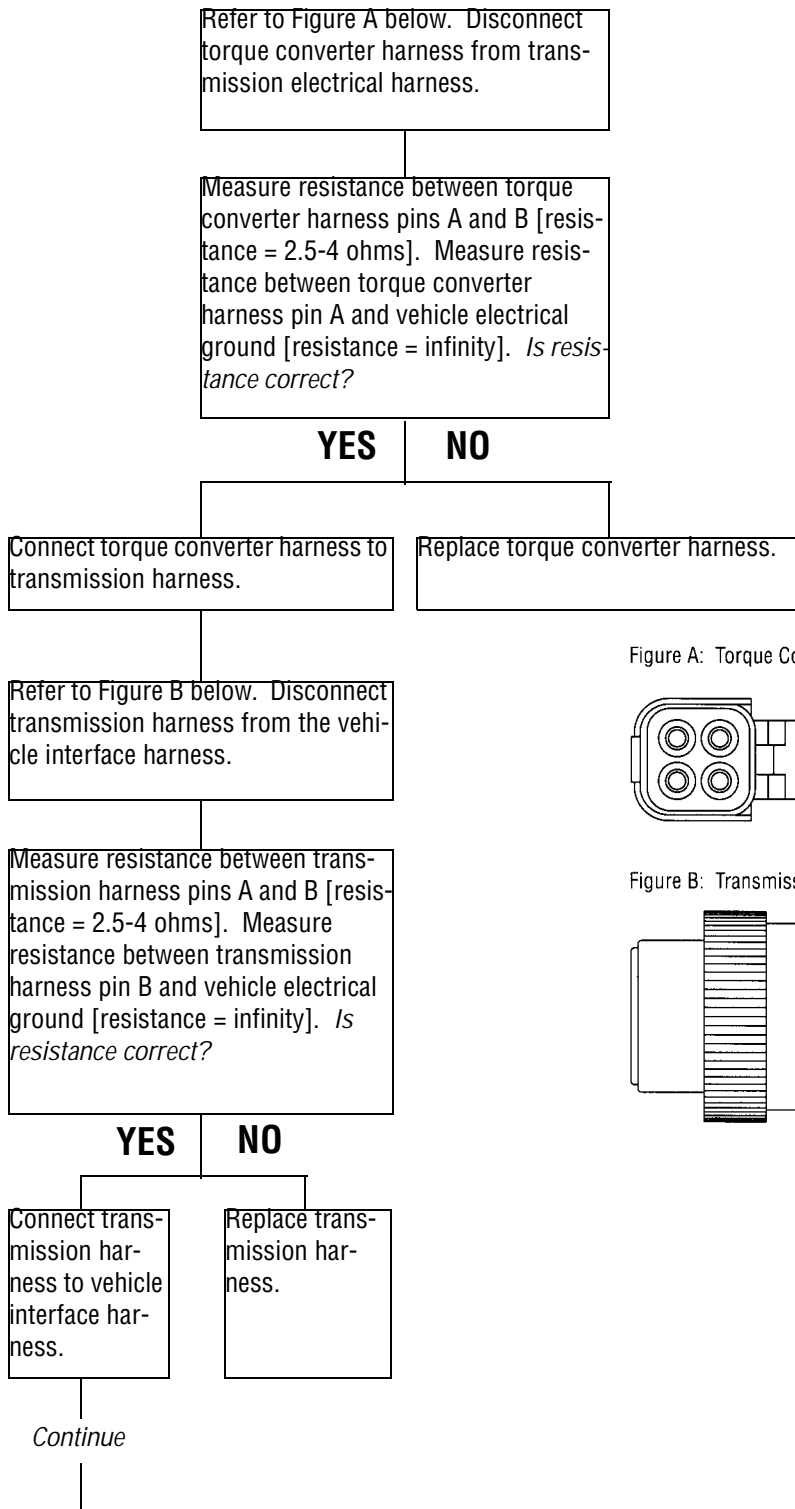 Refer to Figure A below. Disconnect
torque converter harness from trans-
mission electrical harness.
Measure resistance between torque
converter harness pins A and B [resis-
tance = 2.5-4 ohms]. Measure resis-
tance between torque converter
harness pin A and vehicle electrical
ground [resistance = infinity]. Is resis-
tance correct?
YES NO
Connect torque converter harness to
transmission harness.
Replace torque converter harness.
Figure A: Torque Co
Refer to Figure B below. Disconnect
transmission harness from the vehi-
cle interface harness.
Measure resistance between trans-
mission harness pins A and B [resis-
tance = 2.5-4 ohms]. Measure
resistance between transmission
harness pin B and vehicle electrical
ground [resistance = infinity]. Is
resistance correct?
Figure B: Transmiss
YES NO
Connect trans-
mission har-
ness to vehicle
interface har-
ness.
Replace trans-
mission har-
ness.
Continue